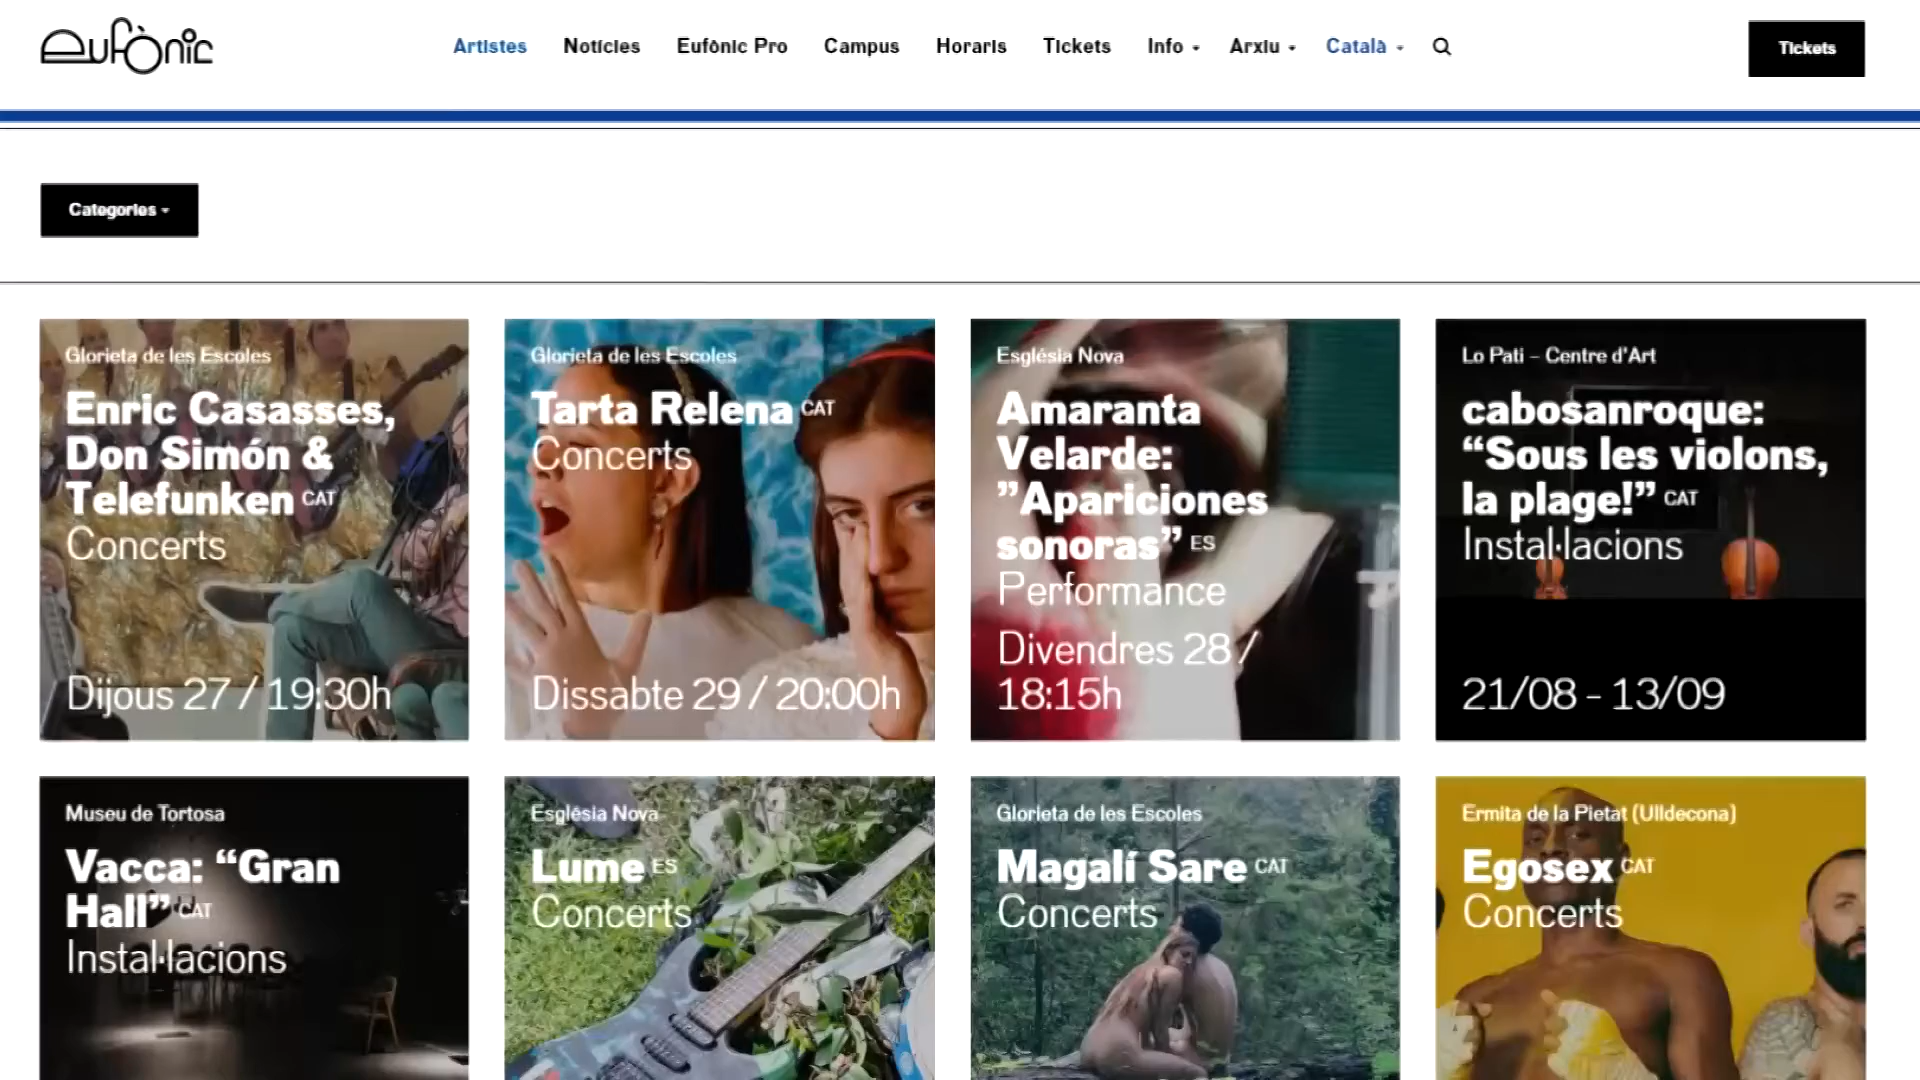 eufònic
Artistes
Notícies
Eufònic Pro
Campus
Horaris
Tickets
Info
Arxiu
Català
Tickets
Categories
Glorieta de les Escoles
Enric Casasses,
Don Simón &
Telefunken CAT
Concerts
Dijous 27 / 19:30h
Glorieta de les Escoles
Tarta Relena CAT
Concerts
Dissabte 29 / 20:00h
Església Nova
Amaranta
Velarde:
”Apariciones
sonoras” ES
Performance
Divendres 28 /
18:15h
Lo Pati – Centre d’Art
cabosanroque:
“Sous les violons,
la plage!” CAT
Instal·lacions
21/08 – 13/09
Museu de Tortosa
Vacca: “Gran
Hall” CAT
Instal·lacions
Església Nova
Lume ES
Concerts
Glorieta de les Escoles
Magalí Sare CAT
Concerts
Ermita de la Pietat (Ulldecona)
Egosex CAT
Concerts